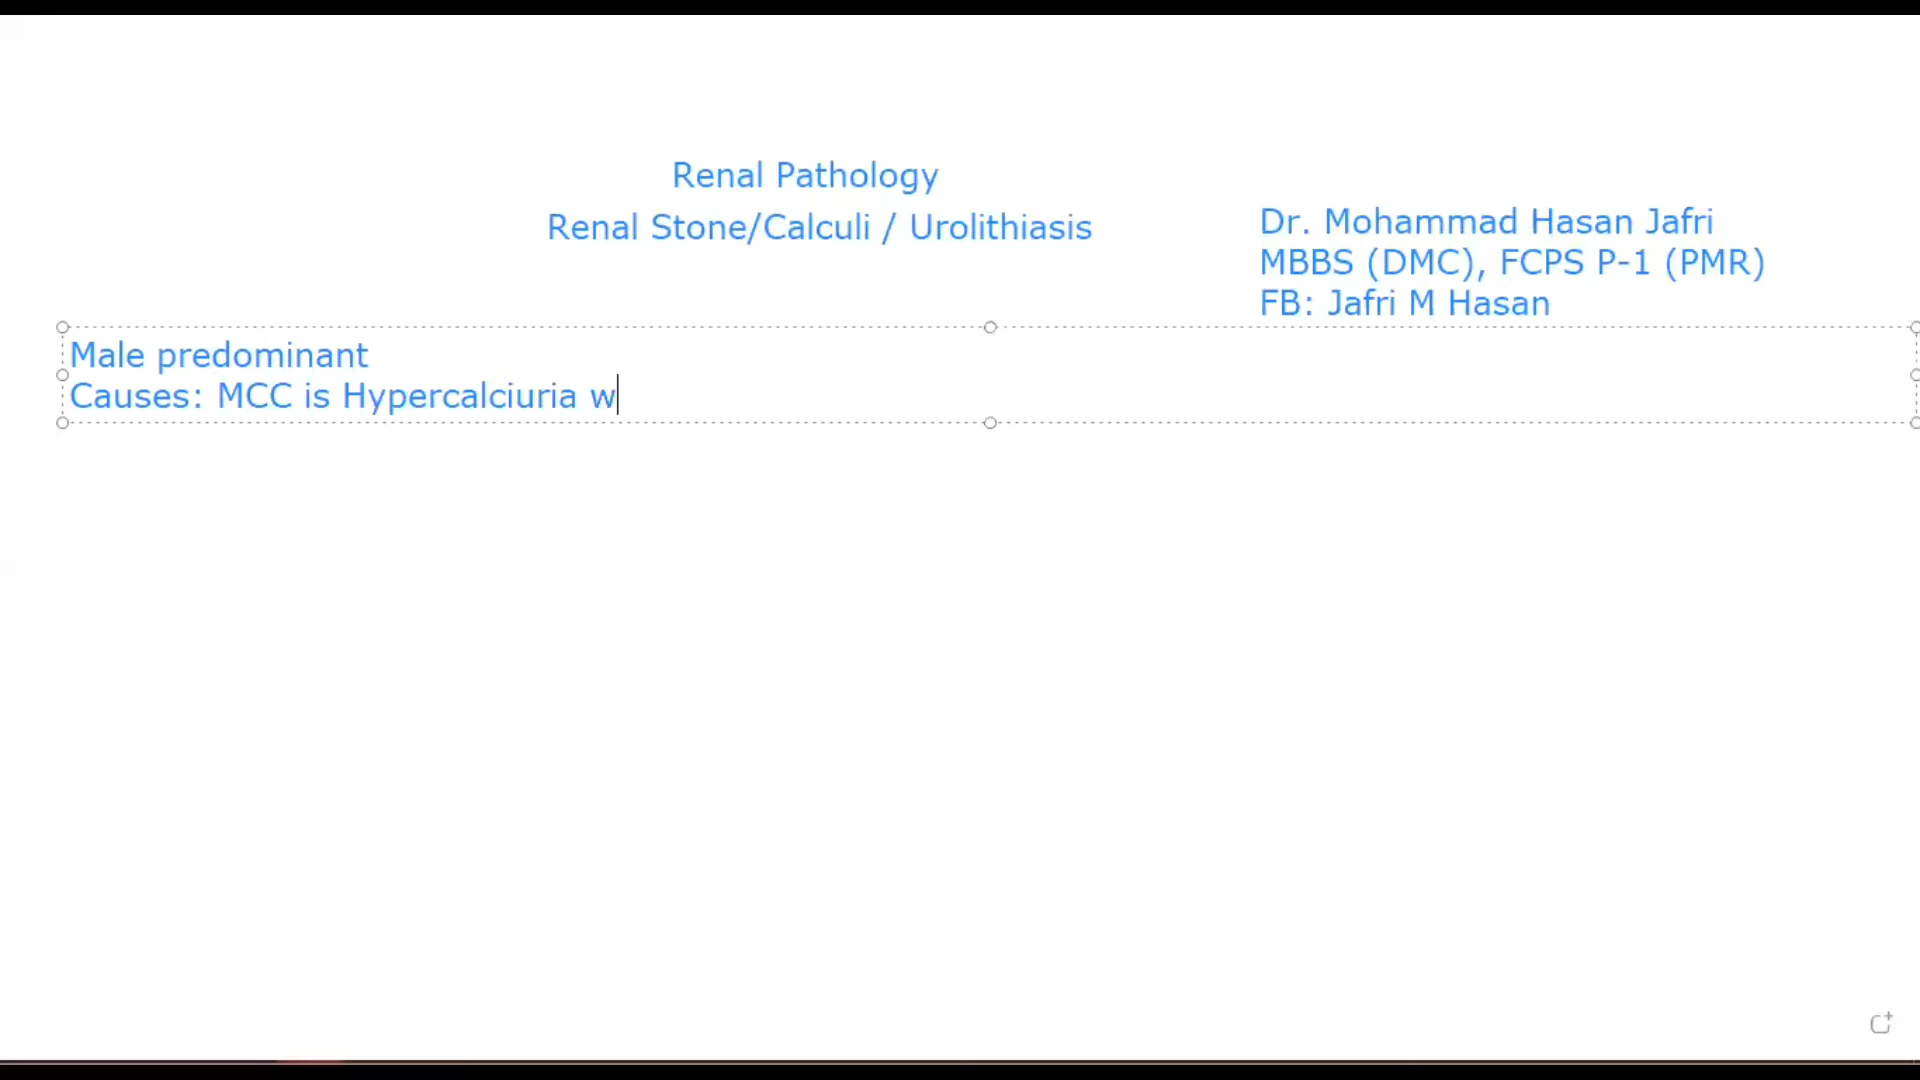 Renal Pathology
Renal Stone/Calculi / Urolithiasis
Dr. Mohammad Hasan Jafri
MBBS (DMC), FCPS P-1 (PMR)
FB: Jafri M Hasan
Male predominant
Causes: MCC is Hypercalciuria w